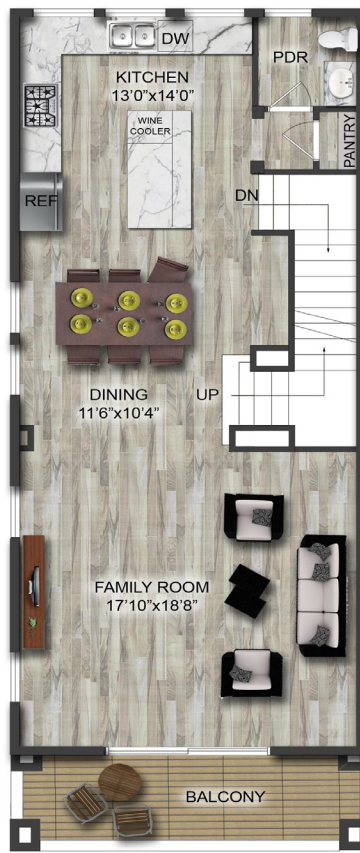 DW
PDR
KITCHEN
13'0"x14'0"
WINE
COOLER
PANTRY
REF
DN
DINING
11'6"x10'4"
UP
FAMILY ROOM
17'10"x18'8"
BALCONY